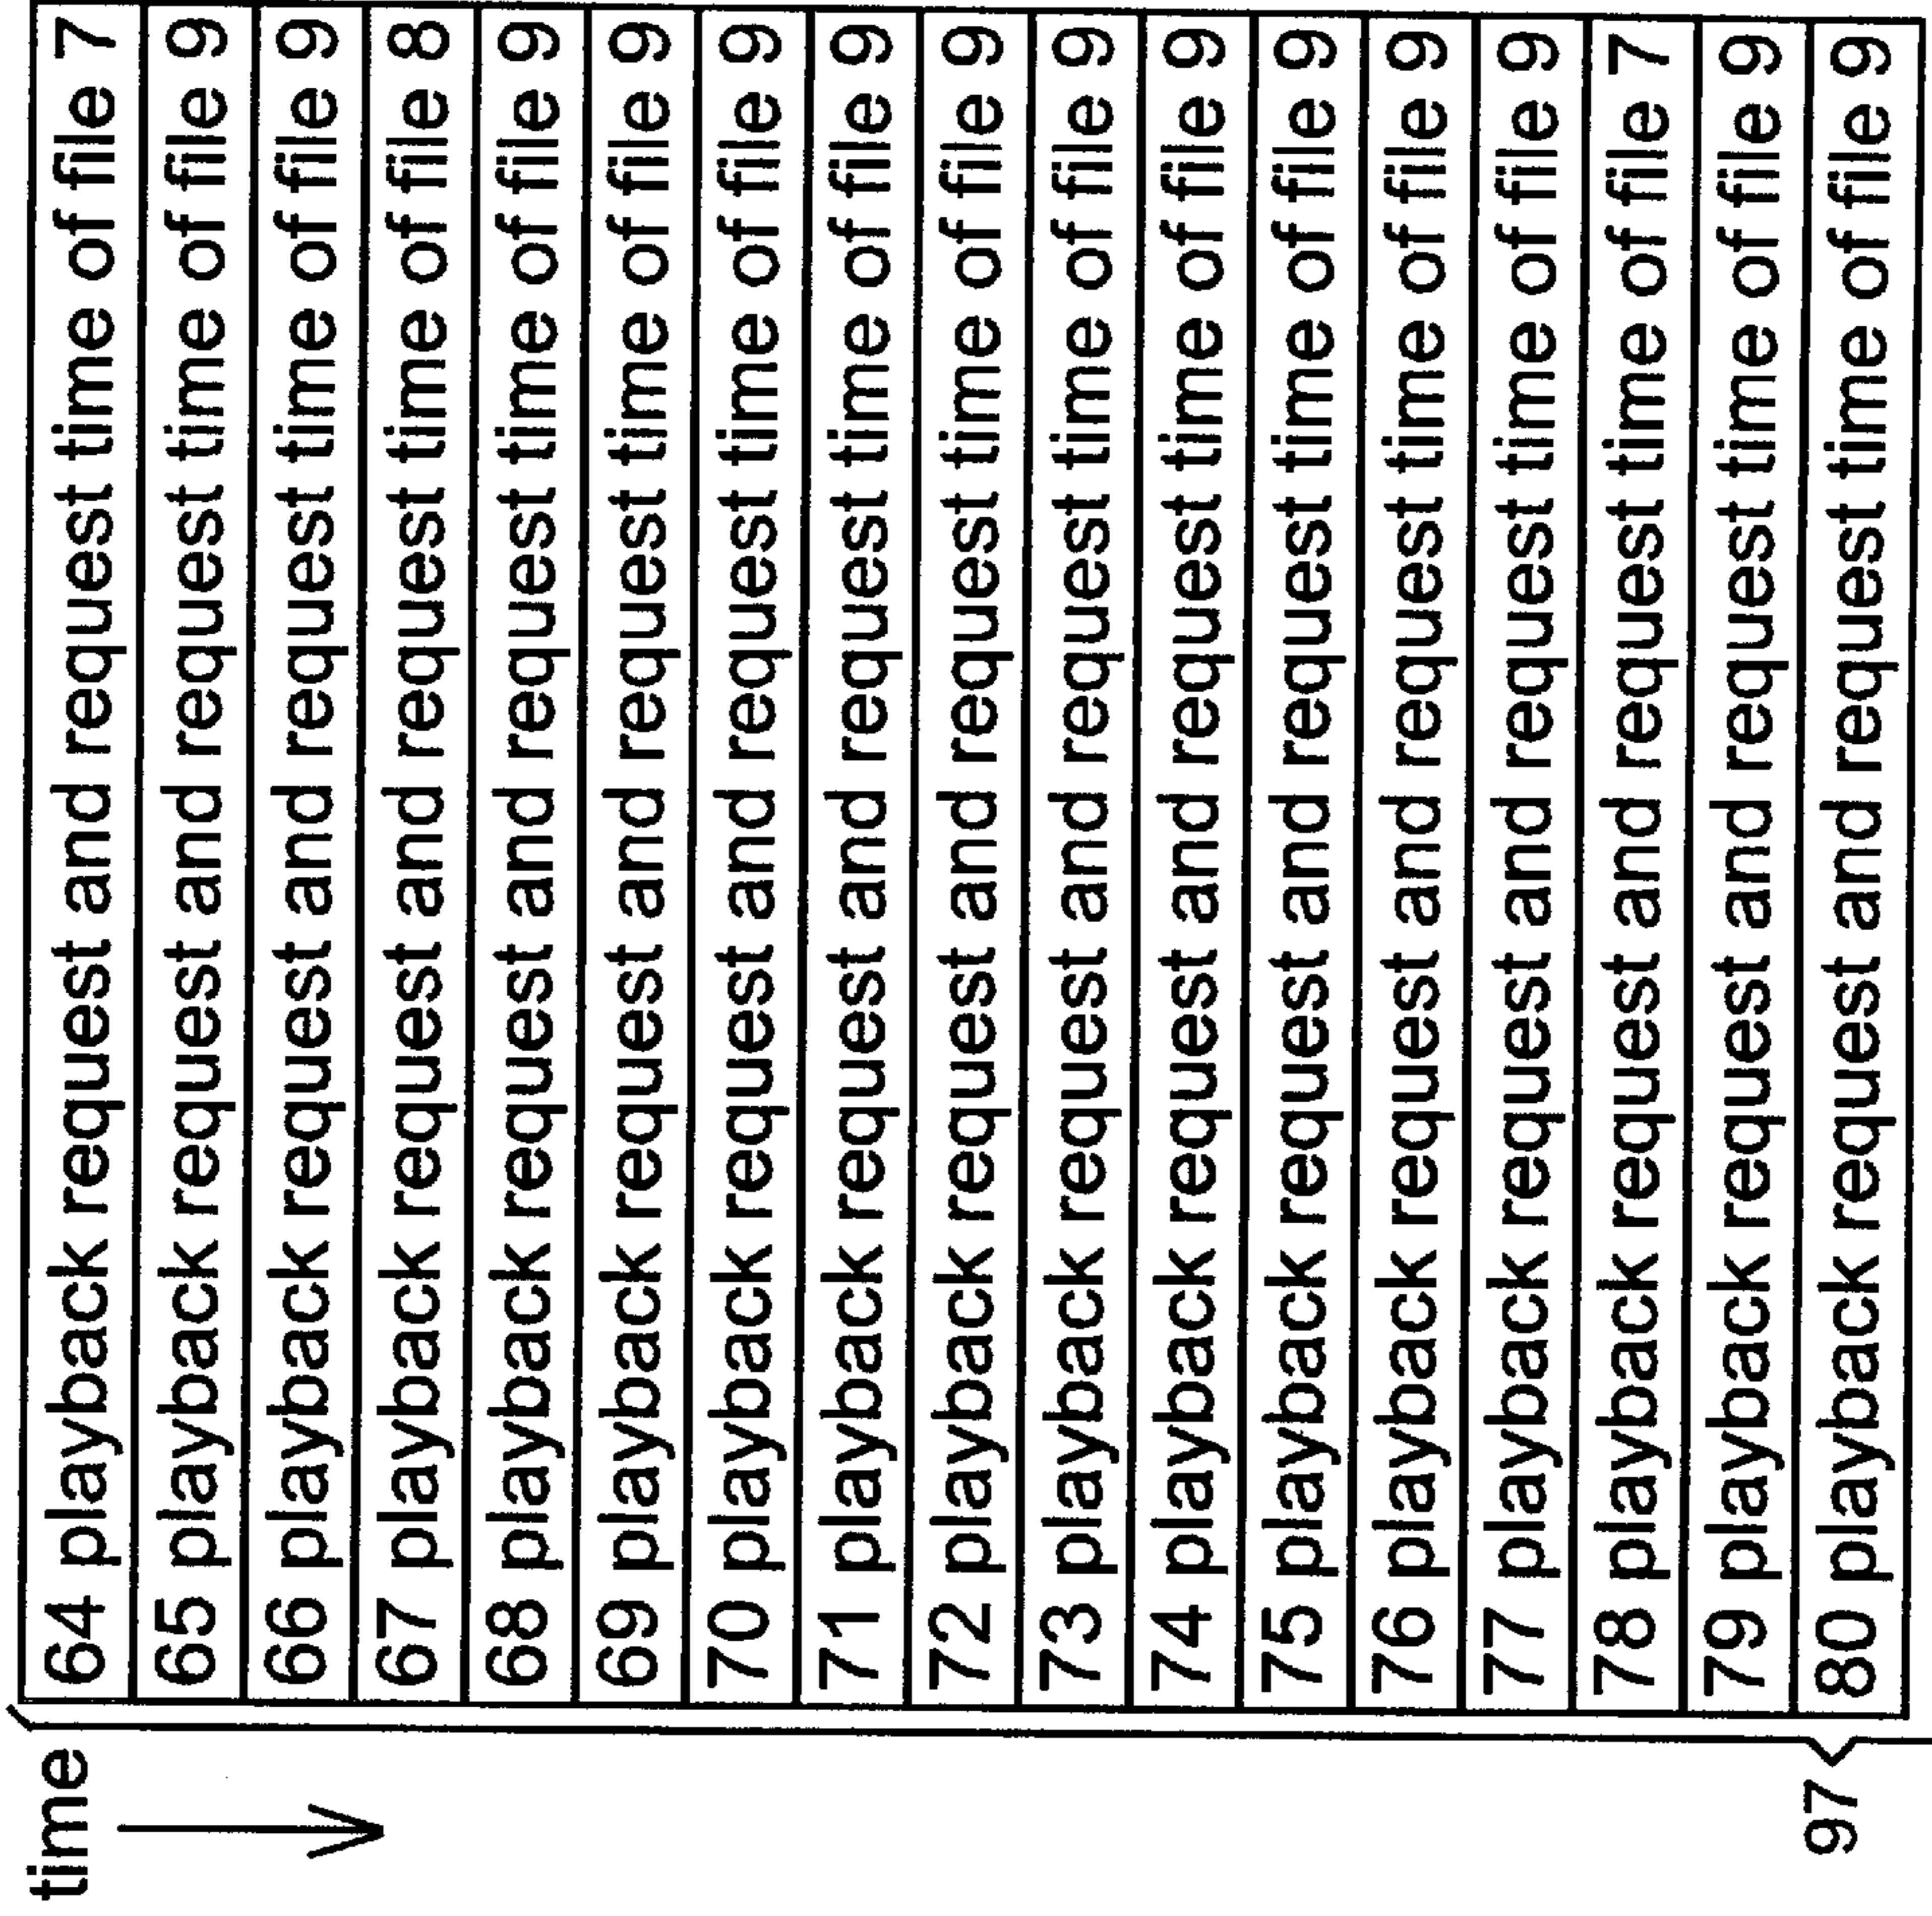 time
64 playback request and request time of file 7
65 playback request and request time of file 9
66 playback request and request time of file 9
67 playback request and request time of file 8
68 playback request and request time of file 9
69 playback request and request time of file 9
70 playback request and request time of file 9
71 playback request and request time of file 9
72 playback request and request time of file 9
73 playback request and request time of file 9
74 playback request and request time of file 9
75 playback request and request time of file 9
76 playback request and request time of file 9
77 playback request and request time of file 9
78 playback request and request time of file 7
79 playback request and request time of file 9
80 playback request and request time of file 9
97